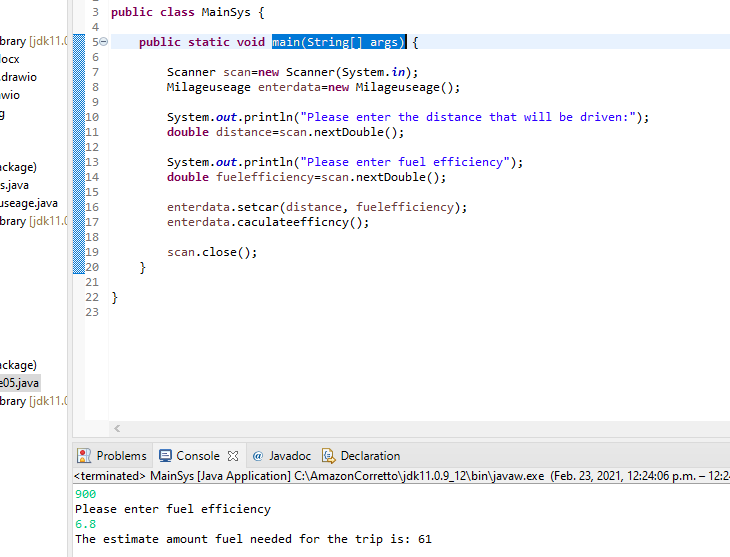 3 public class MainSys {
4
5 public static void main(String[] args) {
6
7 Scanner scan=new Scanner(System.in);
8 Milageuseage enterdata=new Milageuseage();
9
10 System.out.println("Please enter the distance that will be driven:");
11 double distance=scan.nextDouble();
12
13 System.out.println("Please enter fuel efficiency");
14 double fuelefficiency=scan.nextDouble();
15
16 enterdata.setcar(distance, fuelefficiency);
17 enterdata.caculateefficncy();
18
19 scan.close();
20 }
21
22 }
23
brary [jdk11.0
ocx
.drawio
wio
g
ackage)
s.java
useage.java
brary [jdk11.0
ackage)
e05.java
brary [jdk11.0
Problems Console Javadoc Declaration
<terminated> MainSys [Java Application] C:\AmazonCorretto\jdk11.0.9_12\bin\javaw.exe (Feb. 23, 2021, 12:24:06 p.m. – 12:24
900
Please enter fuel efficiency
6.8
The estimate amount fuel needed for the trip is: 61